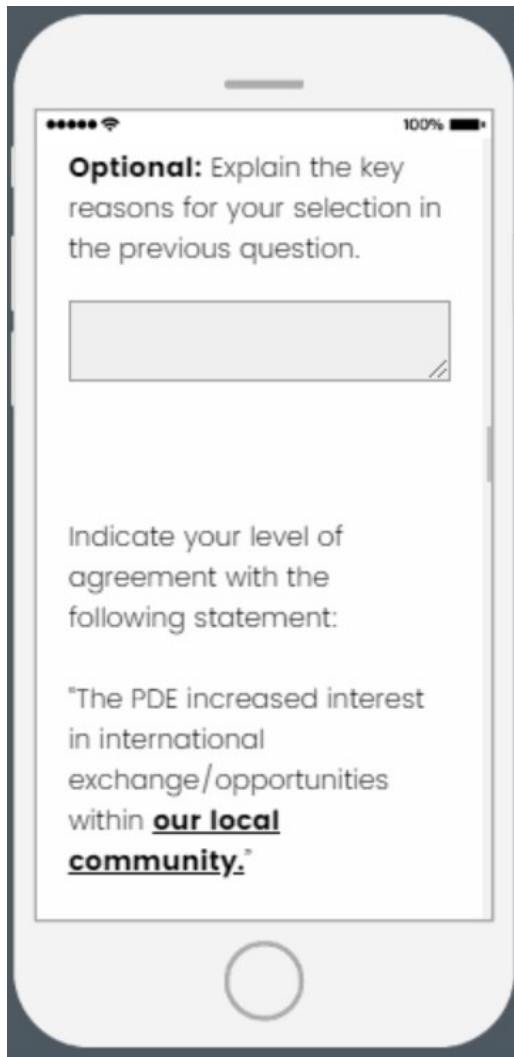 100%
Optional: Explain the key
reasons for your selection in
the previous question.
Indicate your level of
agreement with the
following statement:
"The PDE increased interest
in international
exchange/opportunities
within our local
community."